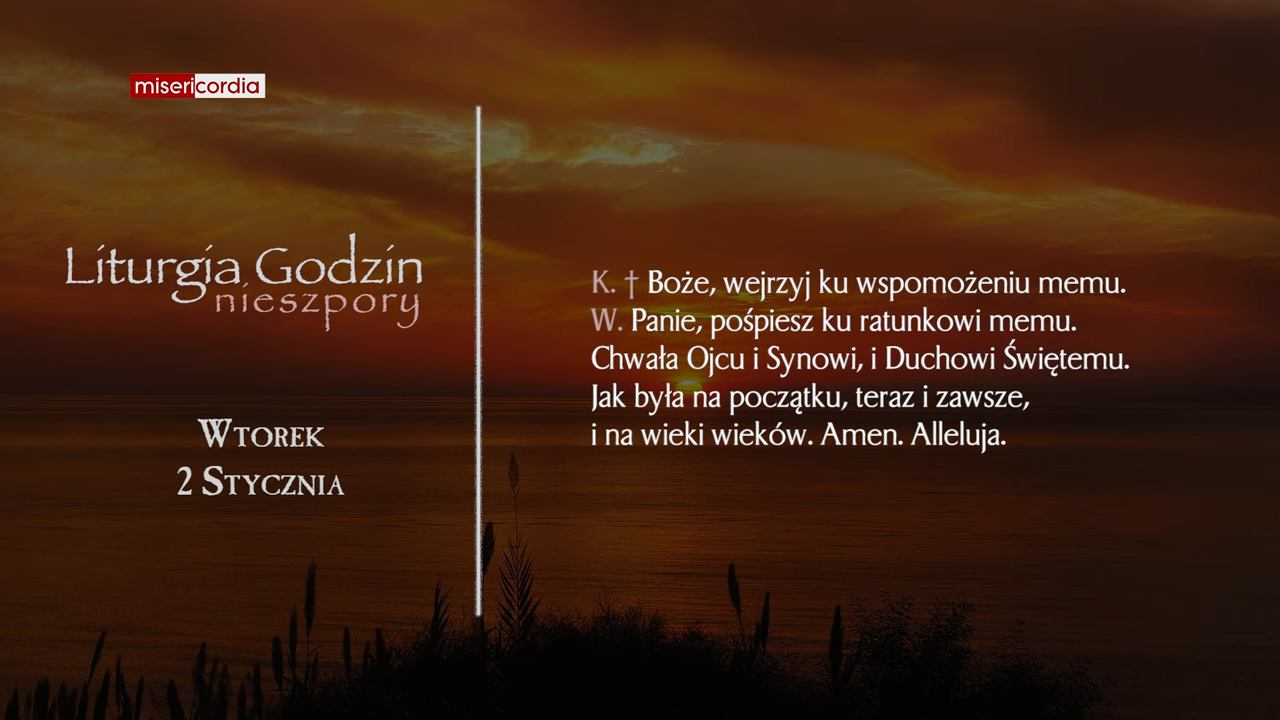 misericordia
Liturgia Godzin
nieszpory
Wtorek
2 Stycznia
K. † Boże, wejrzyj ku wspomożeniu memu.
W. Panie, pośpiesz ku ratunkowi memu.
Chwała Ojcu i Synowi, i Duchowi Świętemu.
Jak była na początku, teraz i zawsze,
i na wieki wieków. Amen. Alleluja.